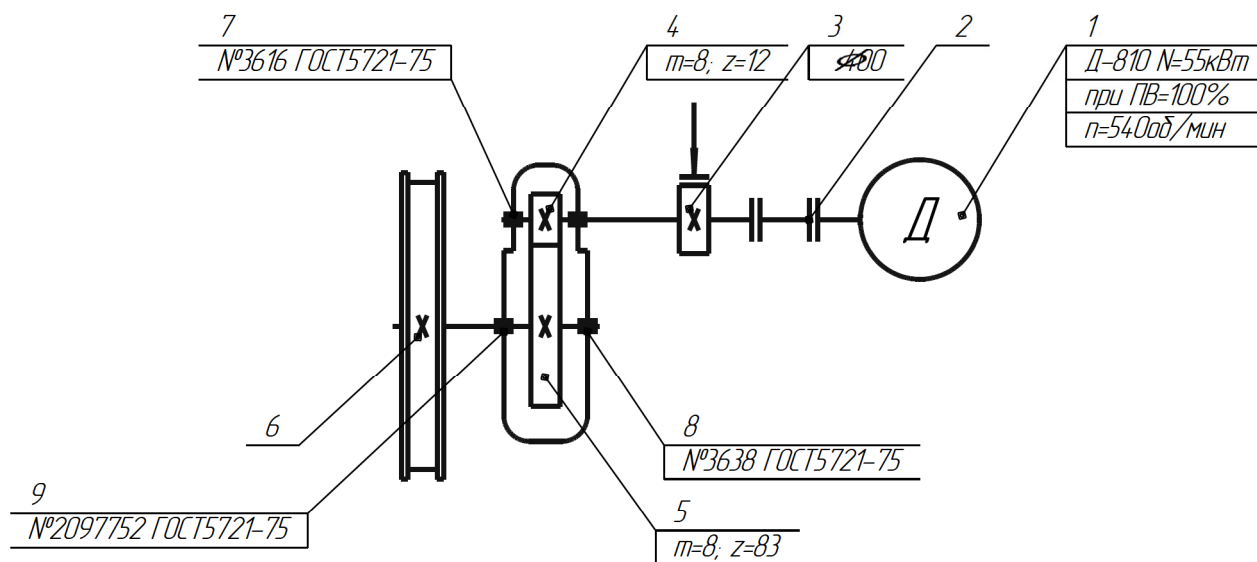 7
№3616 ГОСТ5721-75
4
m=8; z=12
3
⌀400
2
1
Д-810 N=55кВт
при ПВ=100%
n=540об/мин
Д
6
8
№3638 ГОСТ5721-75
9
№2097752 ГОСТ5721-75
5
m=8; z=83